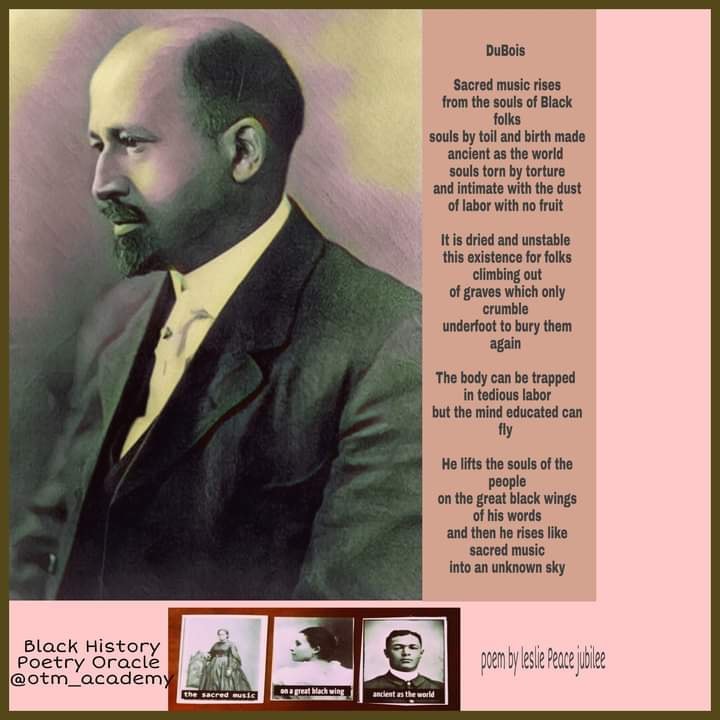 DuBois
Sacred music rises
from the souls of Black
folks
souls by toil and birth made
ancient as the world
souls torn by torture
and intimate with the dust
of labor with no fruit
It is dried and unstable
this existence for folks
climbing out
of graves which only
crumble
underfoot to bury them
again
The body can be trapped
in tedious labor
but the mind educated can
fly
He lifts the souls of the
people
on the great black wings
of his words
and then he rises like
sacred music
into an unknown sky
Black History
Poetry Oracle
@otm_academy
the sacred music
on a great black wing
ancient as the world
poem by leslie Peace jubilee